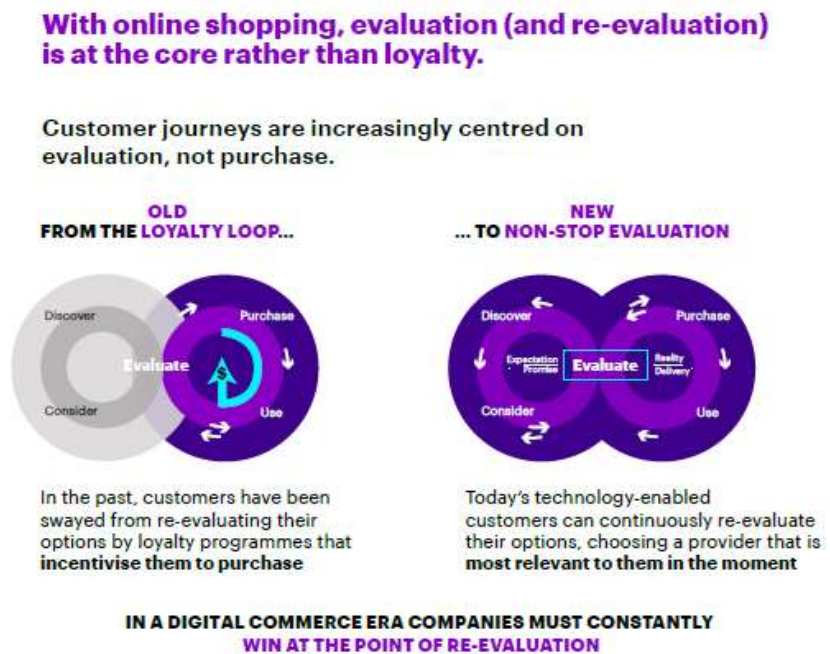 With online shopping, evaluation (and re-evaluation)
is at the core rather than loyalty.
Customer journeys are increasingly centred on
evaluation, not purchase.
OLD
FROM THE LOYALTY LOOP...
Discover
Purchase
Evaluate
$
Consider
Use
In the past, customers have been
swayed from re-evaluating their
options by loyalty programmes that
incentivise them to purchase
NEW
... TO NON-STOP EVALUATION
Discover
Purchase
Expectation
Promise
Evaluate
Reality
Delivery
Consider
Use
Today's technology-enabled
customers can continuously re-evaluate
their options, choosing a provider that is
most relevant to them in the moment
IN A DIGITAL COMMERCE ERA COMPANIES MUST CONSTANTLY
WIN AT THE POINT OF RE-EVALUATION